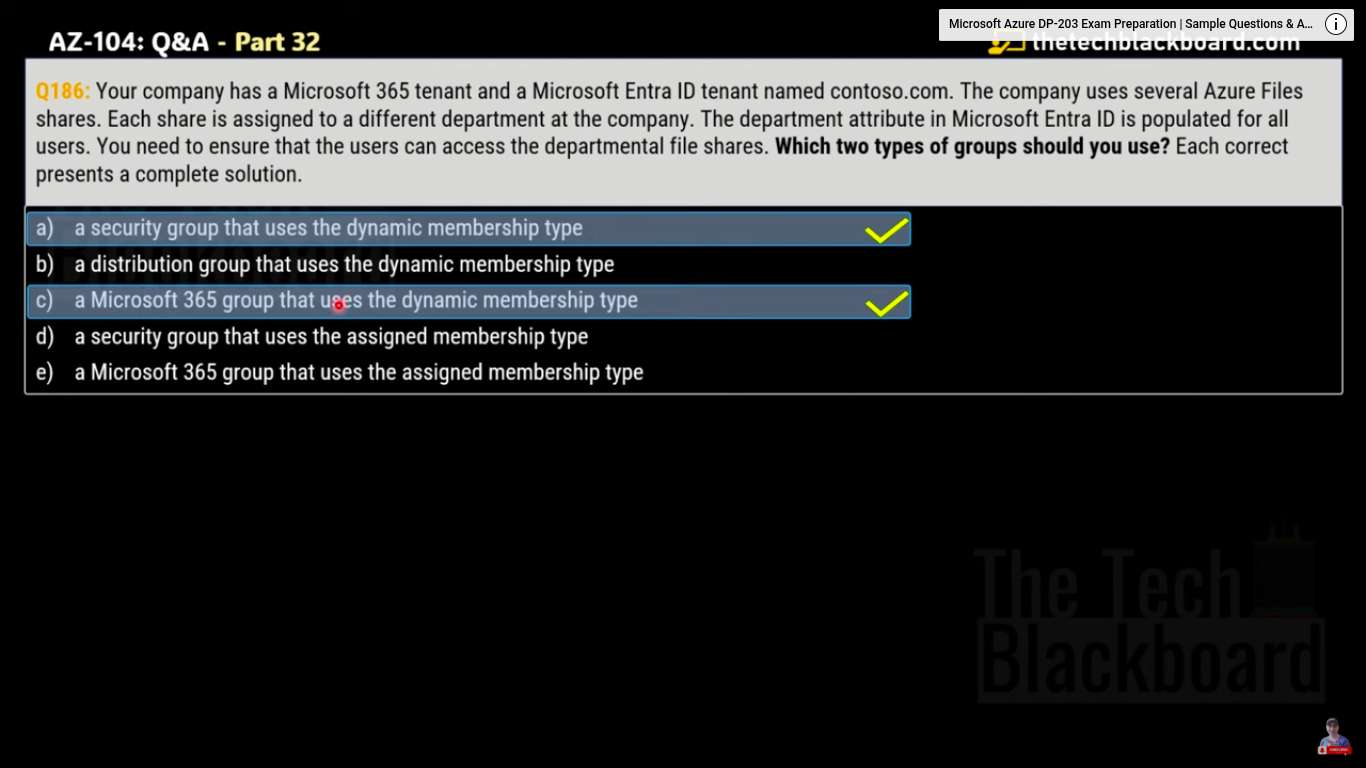 Microsoft Azure DP-203 Exam Preparation | Sample Questions & A...
AZ-104: Q&A - Part 32
thetechblackboard.com
Q186: Your company has a Microsoft 365 tenant and a Microsoft Entra ID tenant named contoso.com. The company uses several Azure Files
shares. Each share is assigned to a different department at the company. The department attribute in Microsoft Entra ID is populated for all
users. You need to ensure that the users can access the departmental file shares. Which two types of groups should you use? Each correct
presents a complete solution.
a) a security group that uses the dynamic membership type
b) a distribution group that uses the dynamic membership type
c) a Microsoft 365 group that uses the dynamic membership type
d) a security group that uses the assigned membership type
e) a Microsoft 365 group that uses the assigned membership type
The Tech
Blackboard